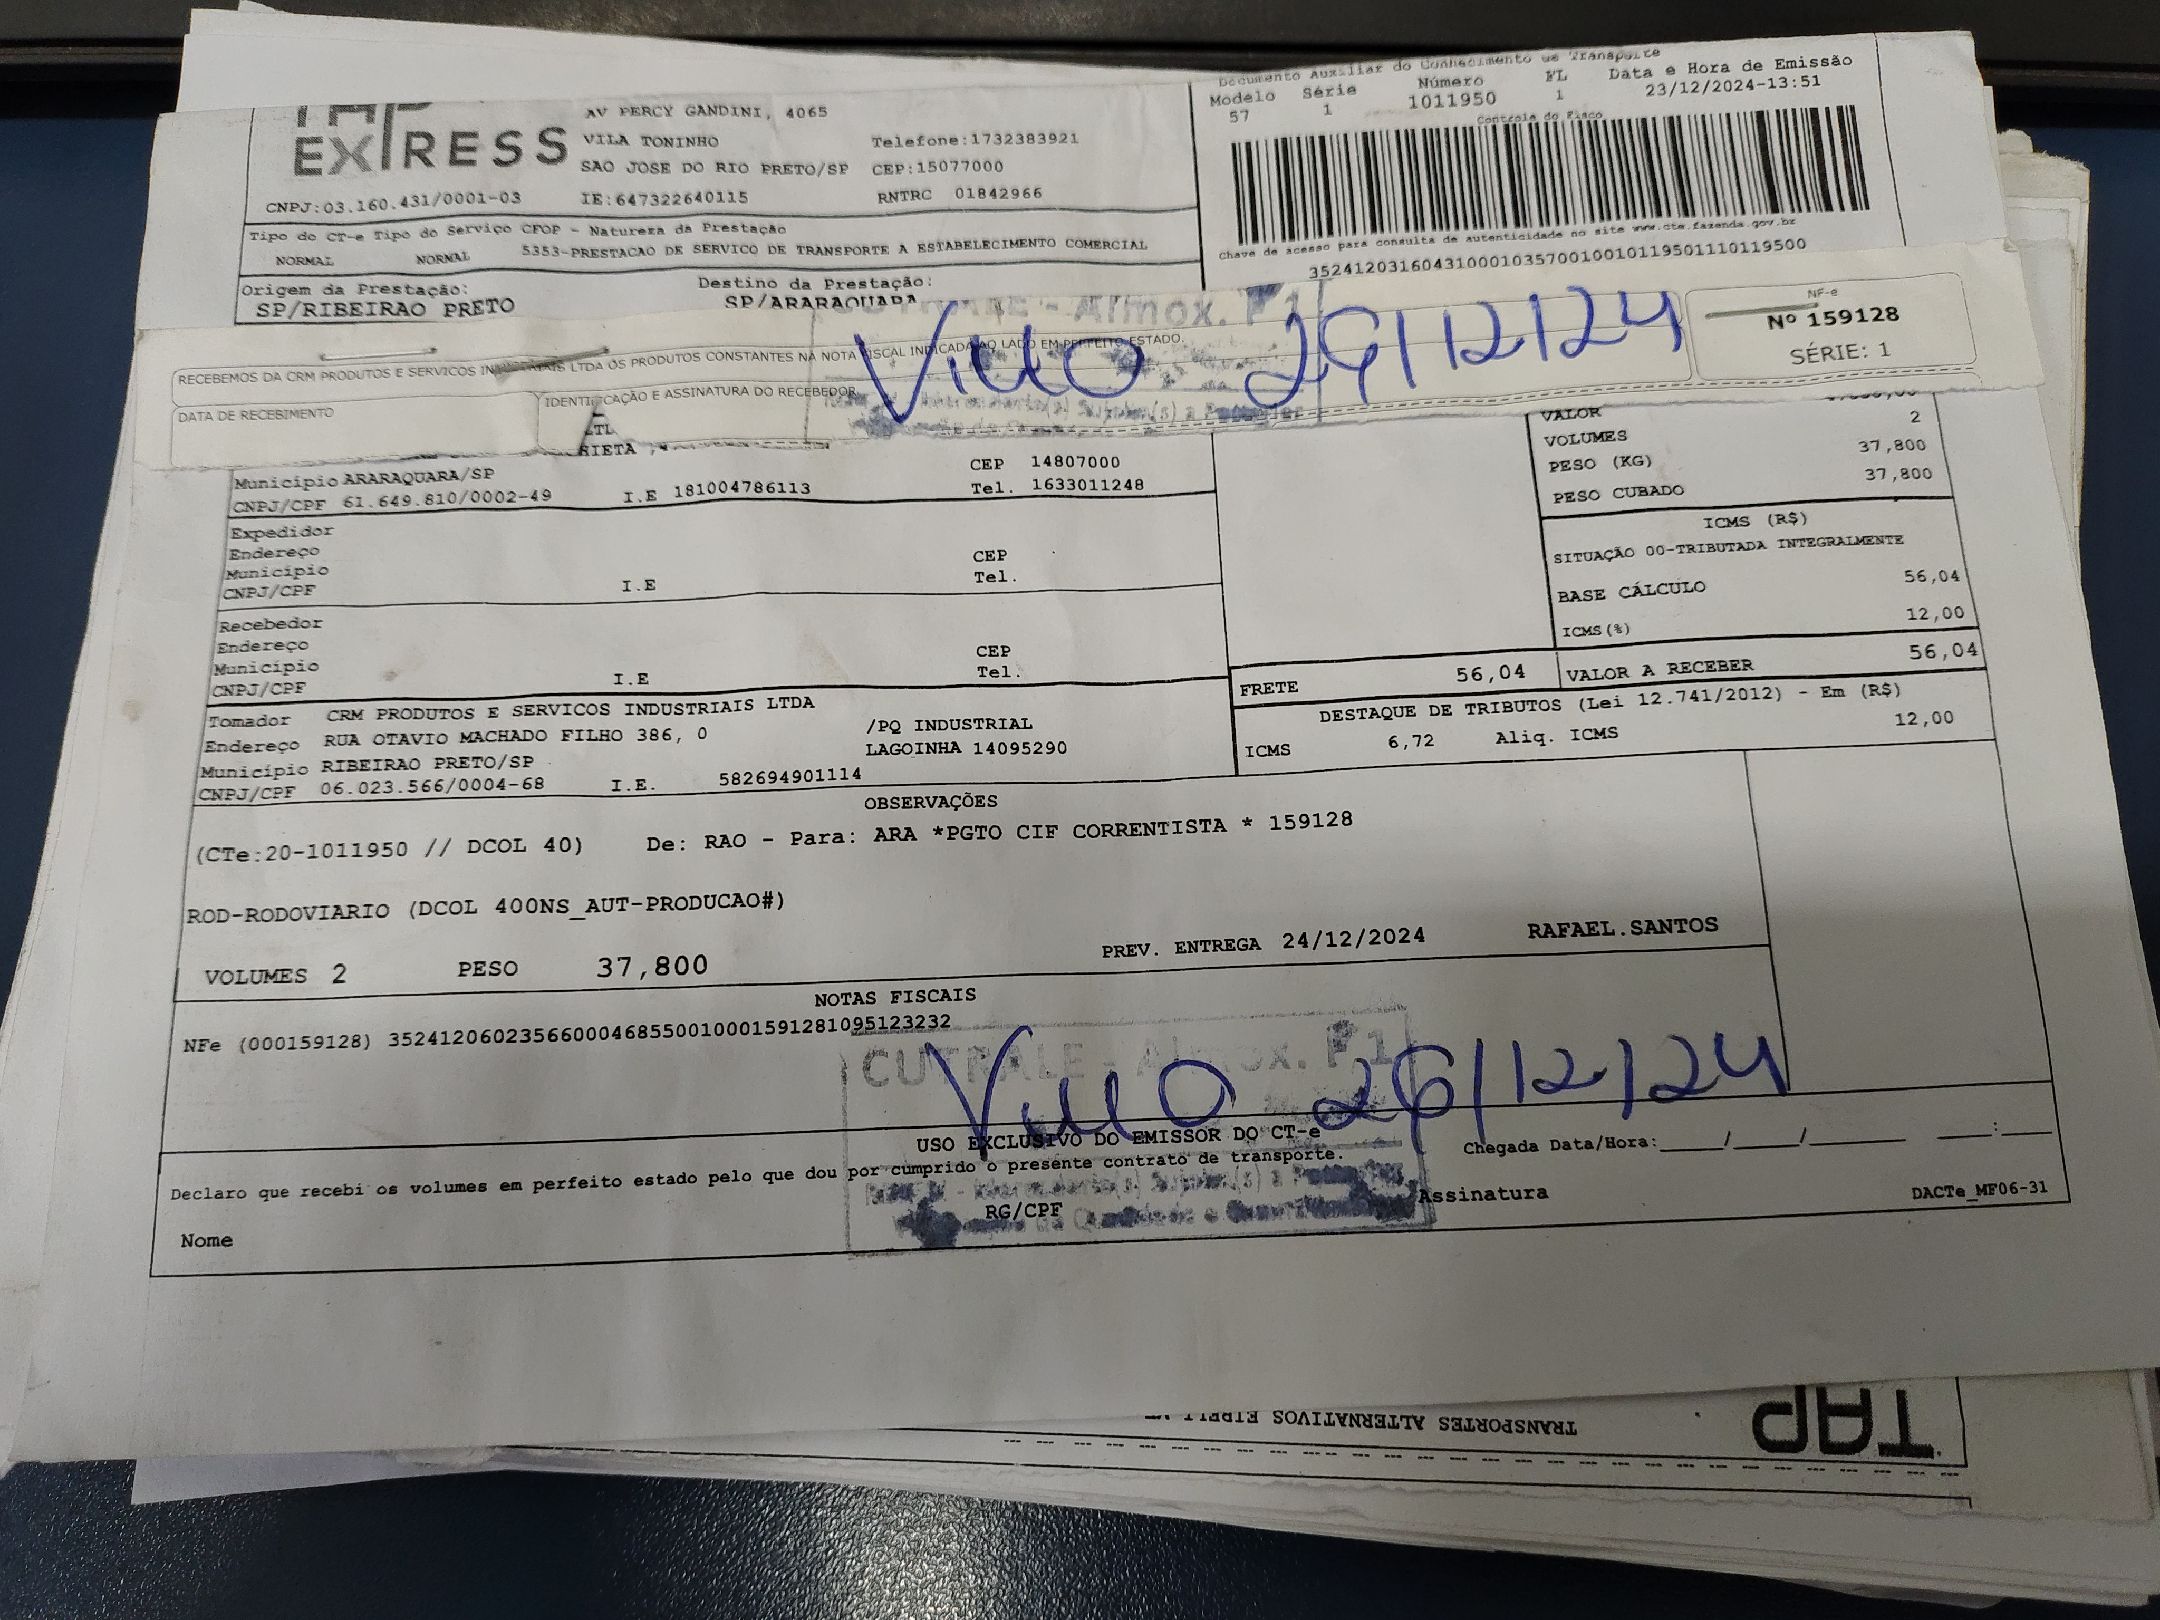 TAP
EXPRESS
AV PERCY GANDINI, 4065
VILA TONINHO Telefone:1732383921
SAO JOSE DO RIO PRETO/SP CEP:15077000
CNPJ:03.160.431/0001-03 IE:647322640115 RNTRC 01842966
Documento Auxiliar do Conhecimento de Transporte
Modelo Série Número FL Data e Hora de Emissão
57 1 1011950 1 23/12/2024-13:51
Controle do Fisco
Chave de acesso para consulta de autenticidade no site www.cte.fazenda.gov.br
35241203160431000103570010010119501110119500
Tipo do CT-e Tipo do Serviço CFOP - Natureza da Prestação
NORMAL NORMAL 5353-PRESTACAO DE SERVICO DE TRANSPORTE A ESTABELECIMENTO COMERCIAL
Origem da Prestação: Destino da Prestação:
SP/RIBEIRAO PRETO SP/ARARAQUARA
CUTRALE - Almox. F1
26/12/24
NF-e
Nº 159128
SÉRIE: 1
RECEBEMOS DA CRM PRODUTOS E SERVICOS INDUSTRIAIS LTDA OS PRODUTOS CONSTANTES NA NOTA FISCAL INDICADA AO LADO EM PERFEITO ESTADO.
DATA DE RECEBIMENTO IDENTIFICAÇÃO E ASSINATURA DO RECEBEDOR
Município ARARAQUARA/SP CEP 14807000
CNPJ/CPF 61.649.810/0002-49 I.E 181004786113 Tel. 1633011248
Expedidor
Endereço CEP
Município Tel.
CNPJ/CPF I.E
Recebedor
Endereço CEP
Município Tel.
CNPJ/CPF I.E
VALOR
VOLUMES 2
PESO (KG) 37,800
PESO CUBADO 37,800
ICMS (R$)
SITUAÇÃO 00-TRIBUTADA INTEGRALMENTE
BASE CÁLCULO 56,04
ICMS(%) 12,00
FRETE 56,04 VALOR A RECEBER 56,04
DESTAQUE DE TRIBUTOS (Lei 12.741/2012) - Em (R$)
ICMS 6,72 Aliq. ICMS 12,00
Tomador CRM PRODUTOS E SERVICOS INDUSTRIAIS LTDA
Endereço RUA OTAVIO MACHADO FILHO 386, 0 /PQ INDUSTRIAL
Município RIBEIRAO PRETO/SP LAGOINHA 14095290
CNPJ/CPF 06.023.566/0004-68 I.E. 582694901114
OBSERVAÇÕES
(CTe:20-1011950 // DCOL 40) De: RAO - Para: ARA *PGTO CIF CORRENTISTA * 159128
ROD-RODOVIARIO (DCOL 400NS_AUT-PRODUCAO#)
VOLUMES 2 PESO 37,800 PREV. ENTREGA 24/12/2024 RAFAEL.SANTOS
NOTAS FISCAIS
NFe (000159128) 35241206023566000468550010001591281095123232
CUTRALE - Almox. F1
26/12/24
USO EXCLUSIVO DO EMISSOR DO CT-e
Declaro que recebi os volumes em perfeito estado pelo que dou por cumprido o presente contrato de transporte. Chegada Data/Hora:____/____/______ ____:____
Nome RG/CPF Assinatura DACTe_MF06-31
TRANSPORTES ALTERNATIVOS EIRELI
TAP